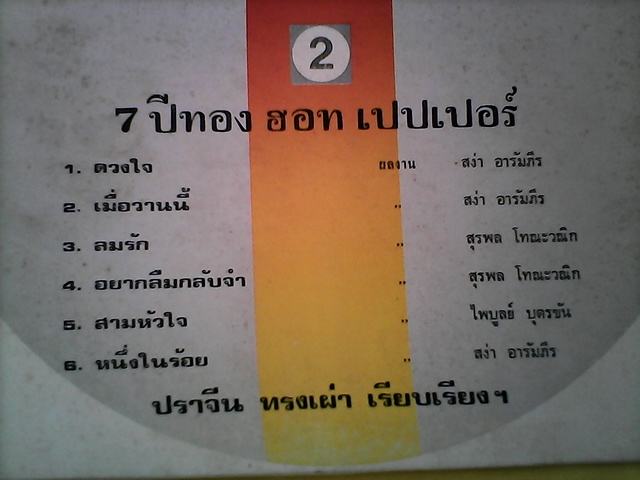 2
7 ปีทอง ฮอท เปปเปอร์
1. ดวงใจ ผลงาน สง่า อารัมภีร
2. เมื่อวานนี้ " สง่า อารัมภีร
3. ลมรัก " สุรพล โทณะวณิก
4. อยากลืมกลับจำ " สุรพล โทณะวณิก
5. สามหัวใจ " ไพบูลย์ บุตรขัน
6. หนึ่งในร้อย " สง่า อารัมภีร
ปราจีน ทรงเผ่า เรียบเรียงฯ